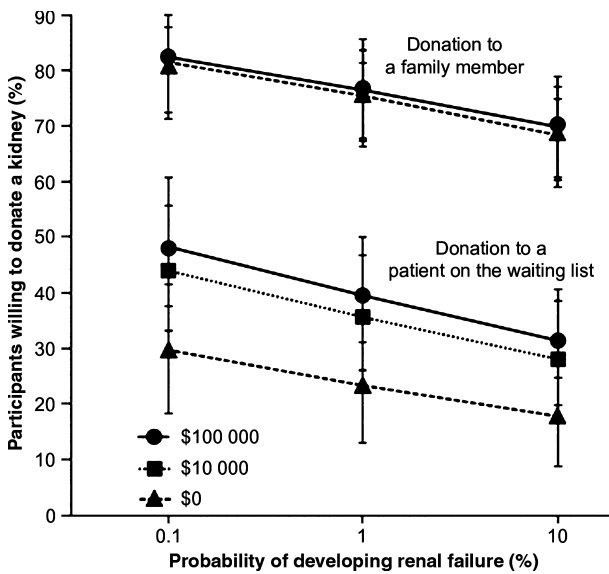 90
80
70
60
50
40
30
20
10
0
Participants willing to donate a kidney (%)
Donation to
a family member
Donation to a
patient on the waiting list
$100 000
$10 000
$0
0.1
1
10
Probability of developing renal failure (%)